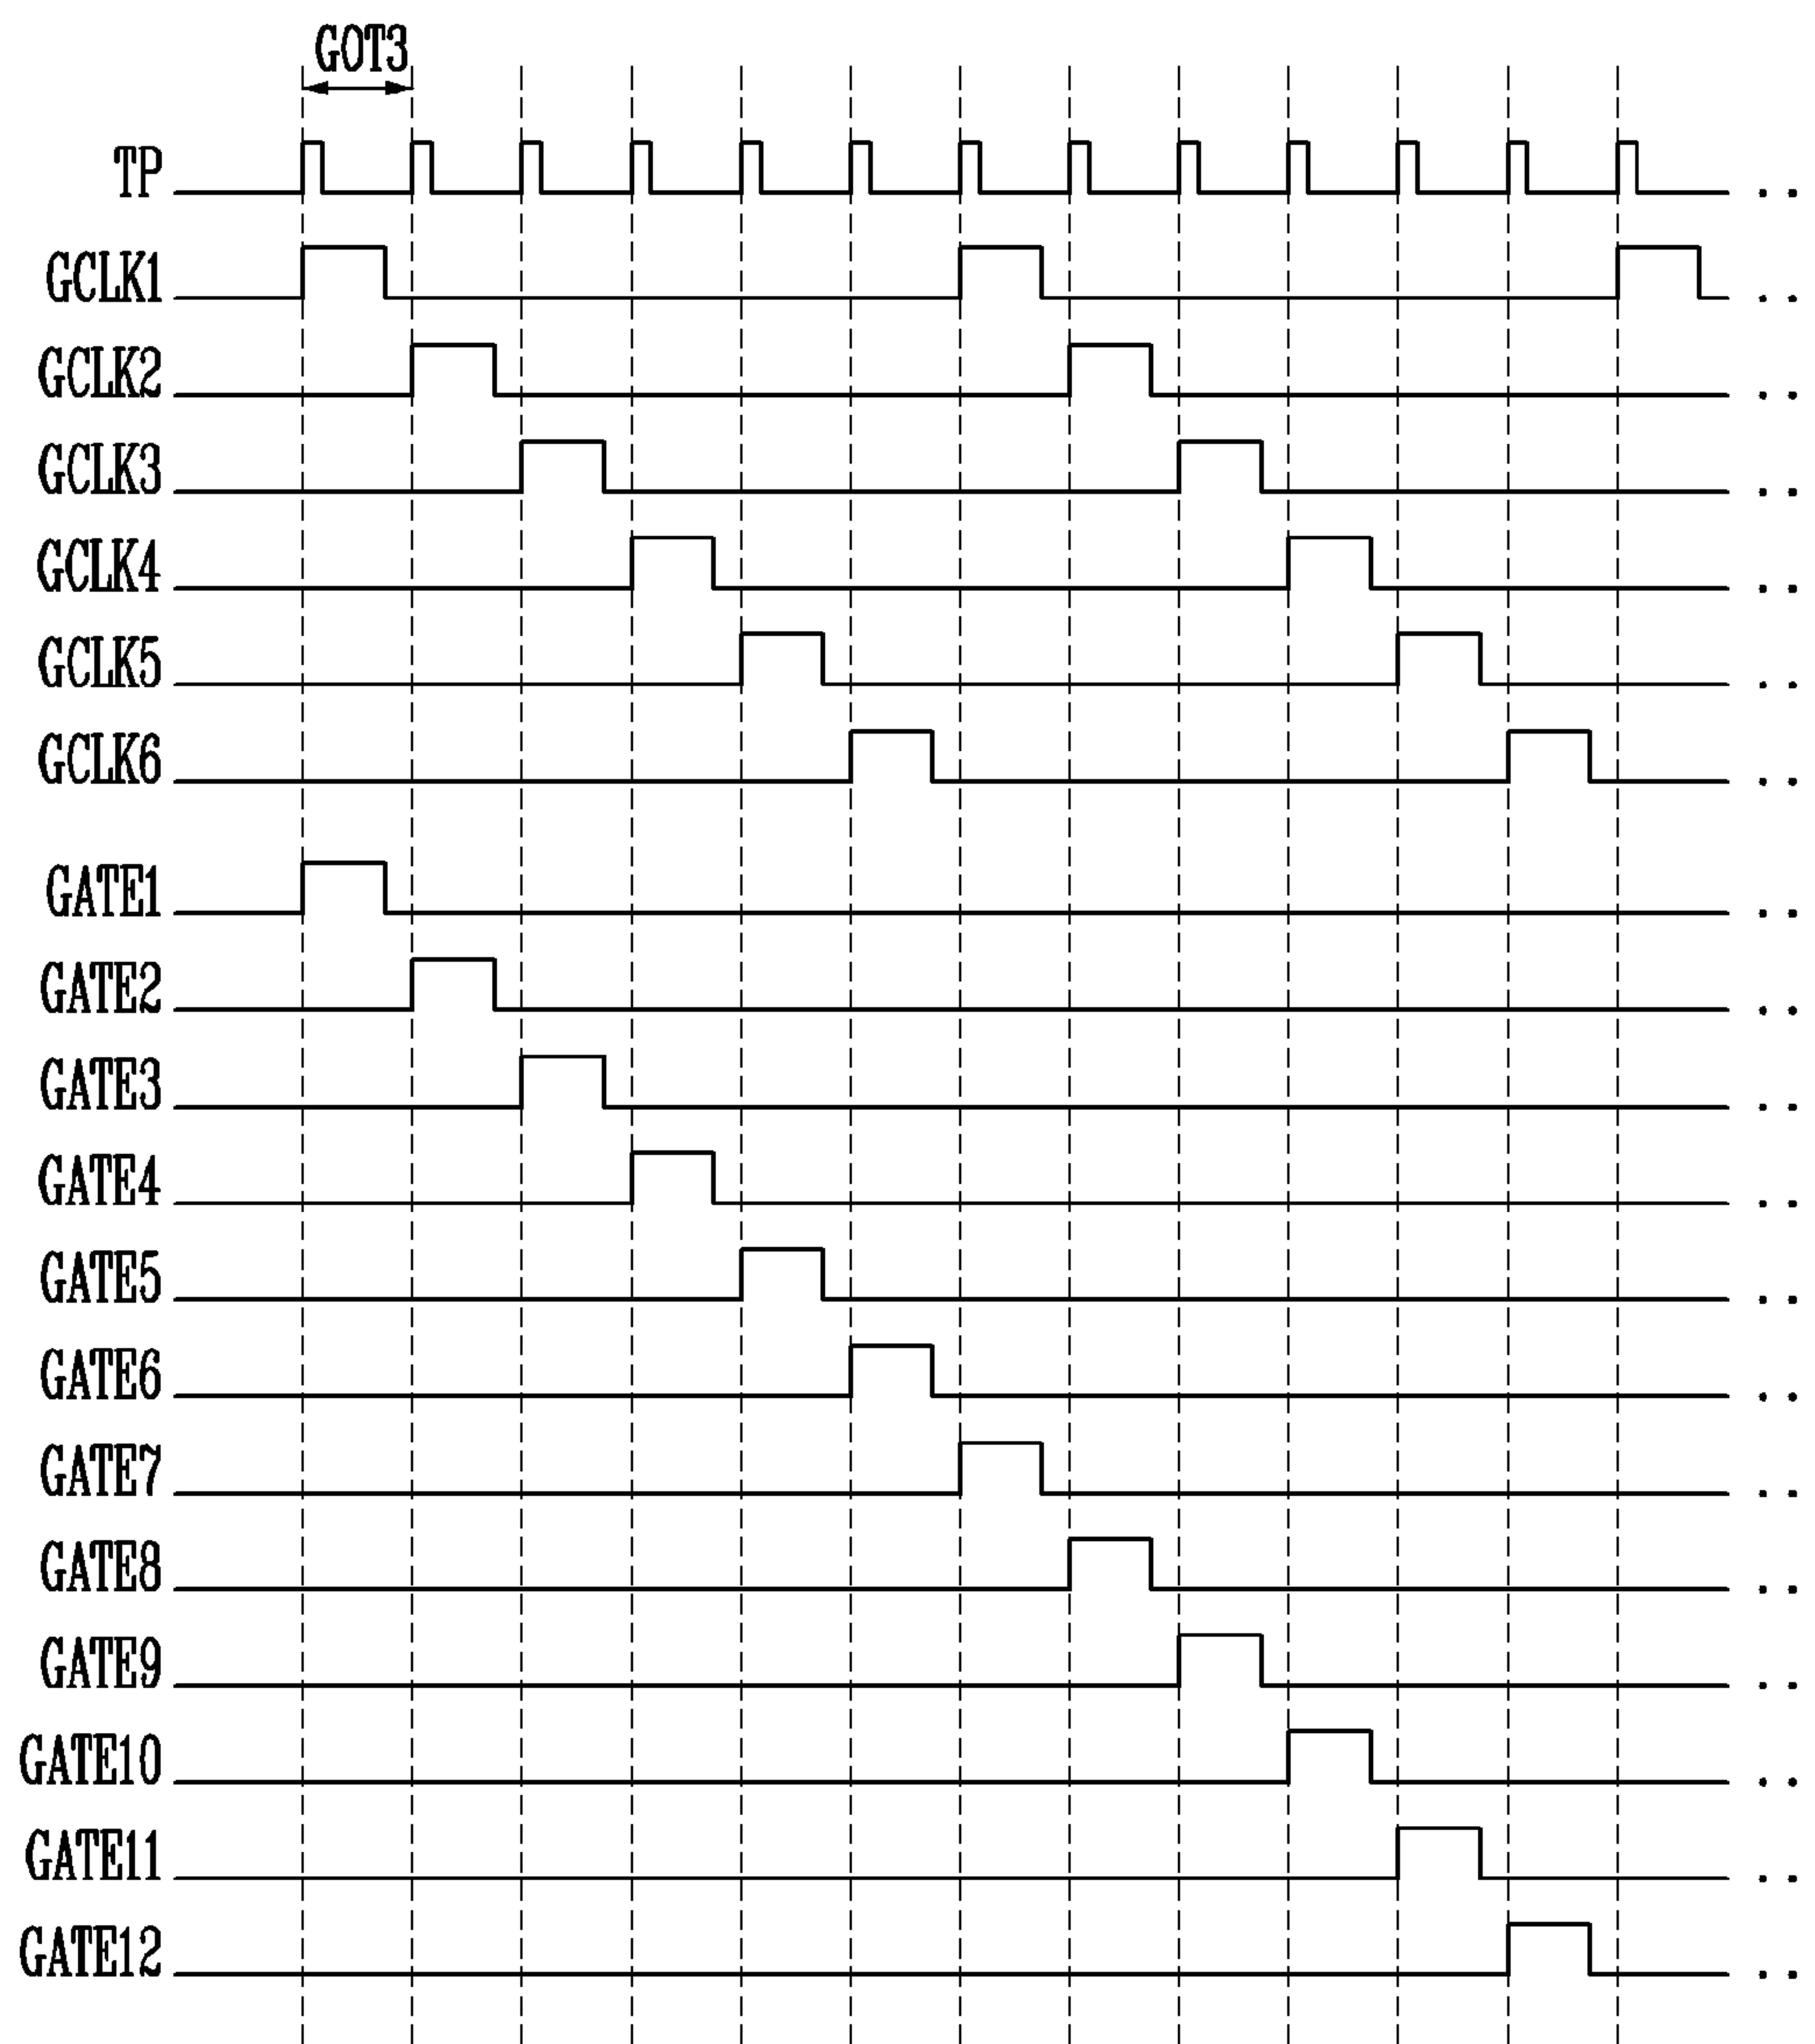 GOT3
TP
GCLK1
GCLK2
GCLK3
GCLK4
GCLK5
GCLK6
GATE1
GATE2
GATE3
GATE4
GATE5
GATE6
GATE7
GATE8
GATE9
GATE10
GATE11
GATE12